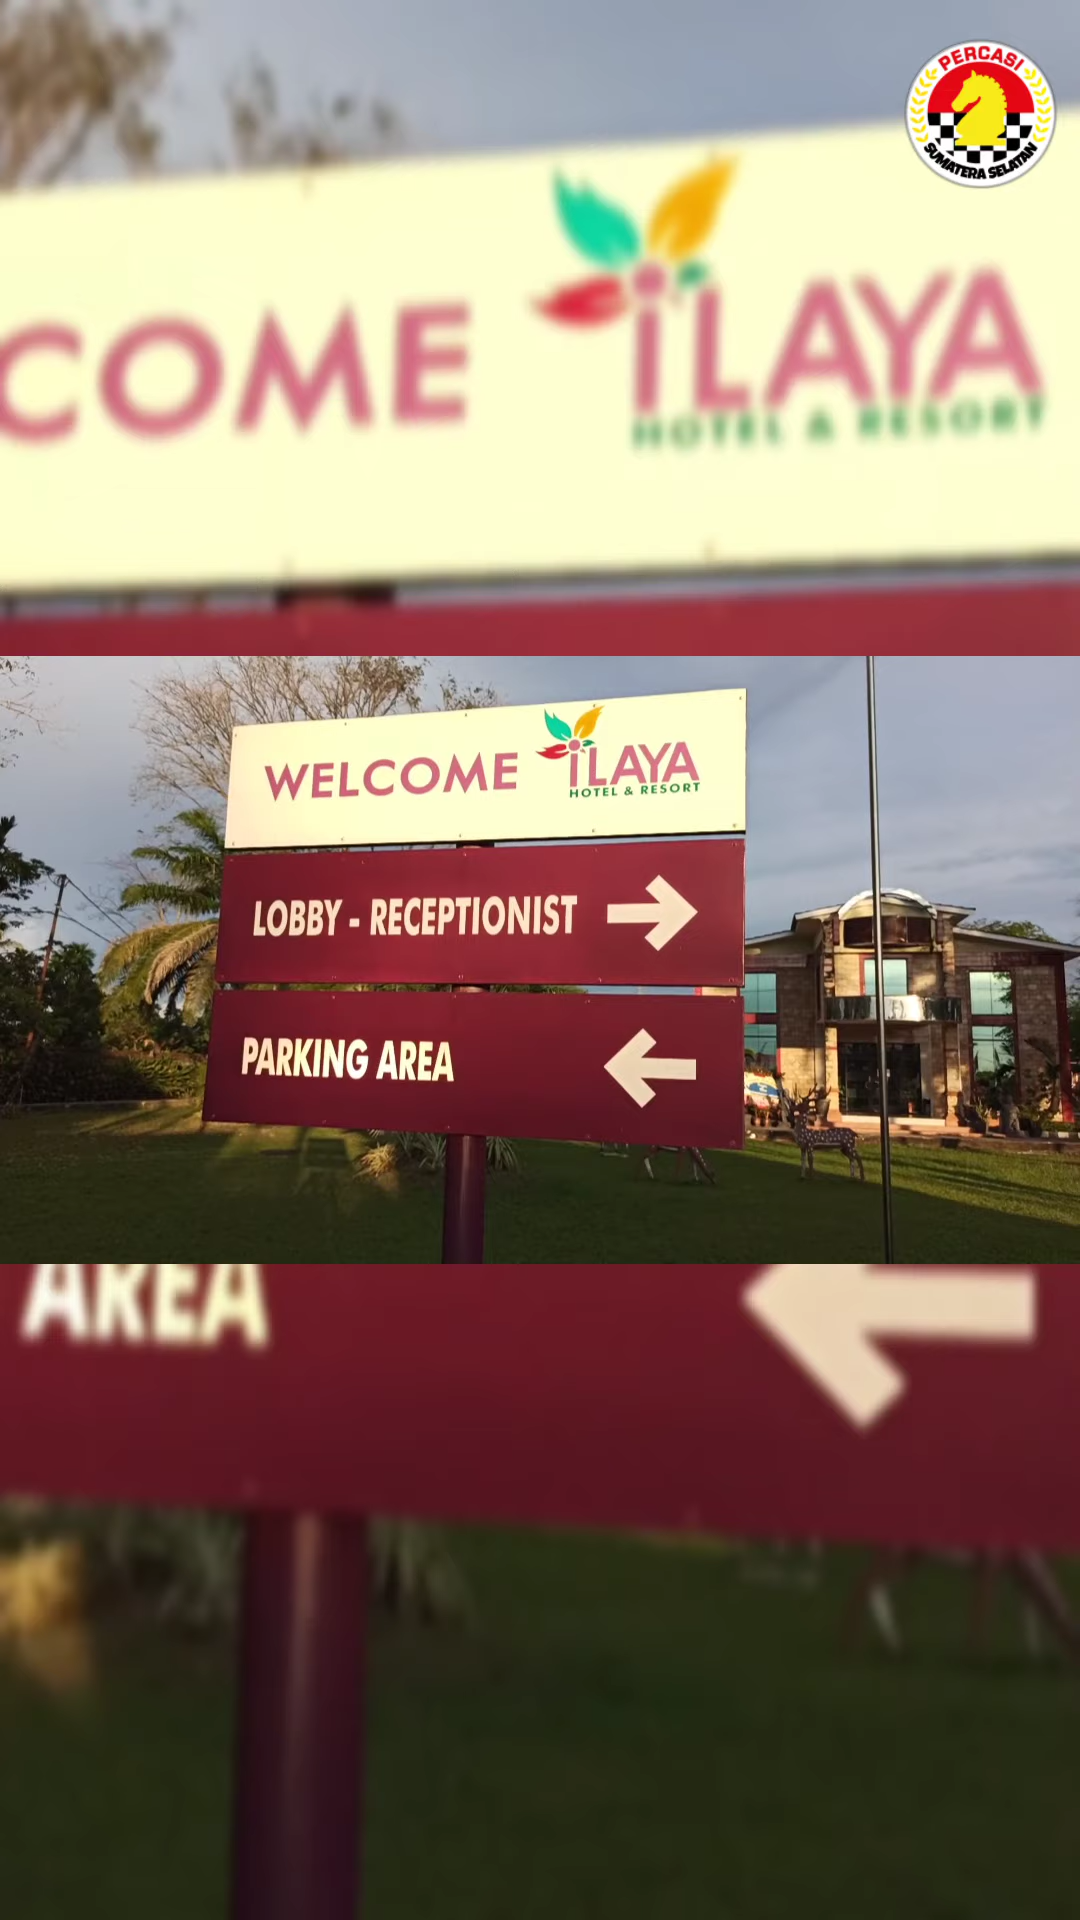 PERCASI
SUMATERA SELATAN
COME iLAYA
HOTEL & RESORT
WELCOME iLAYA
HOTEL & RESORT
LOBBY - RECEPTIONIST
PARKING AREA
AREA